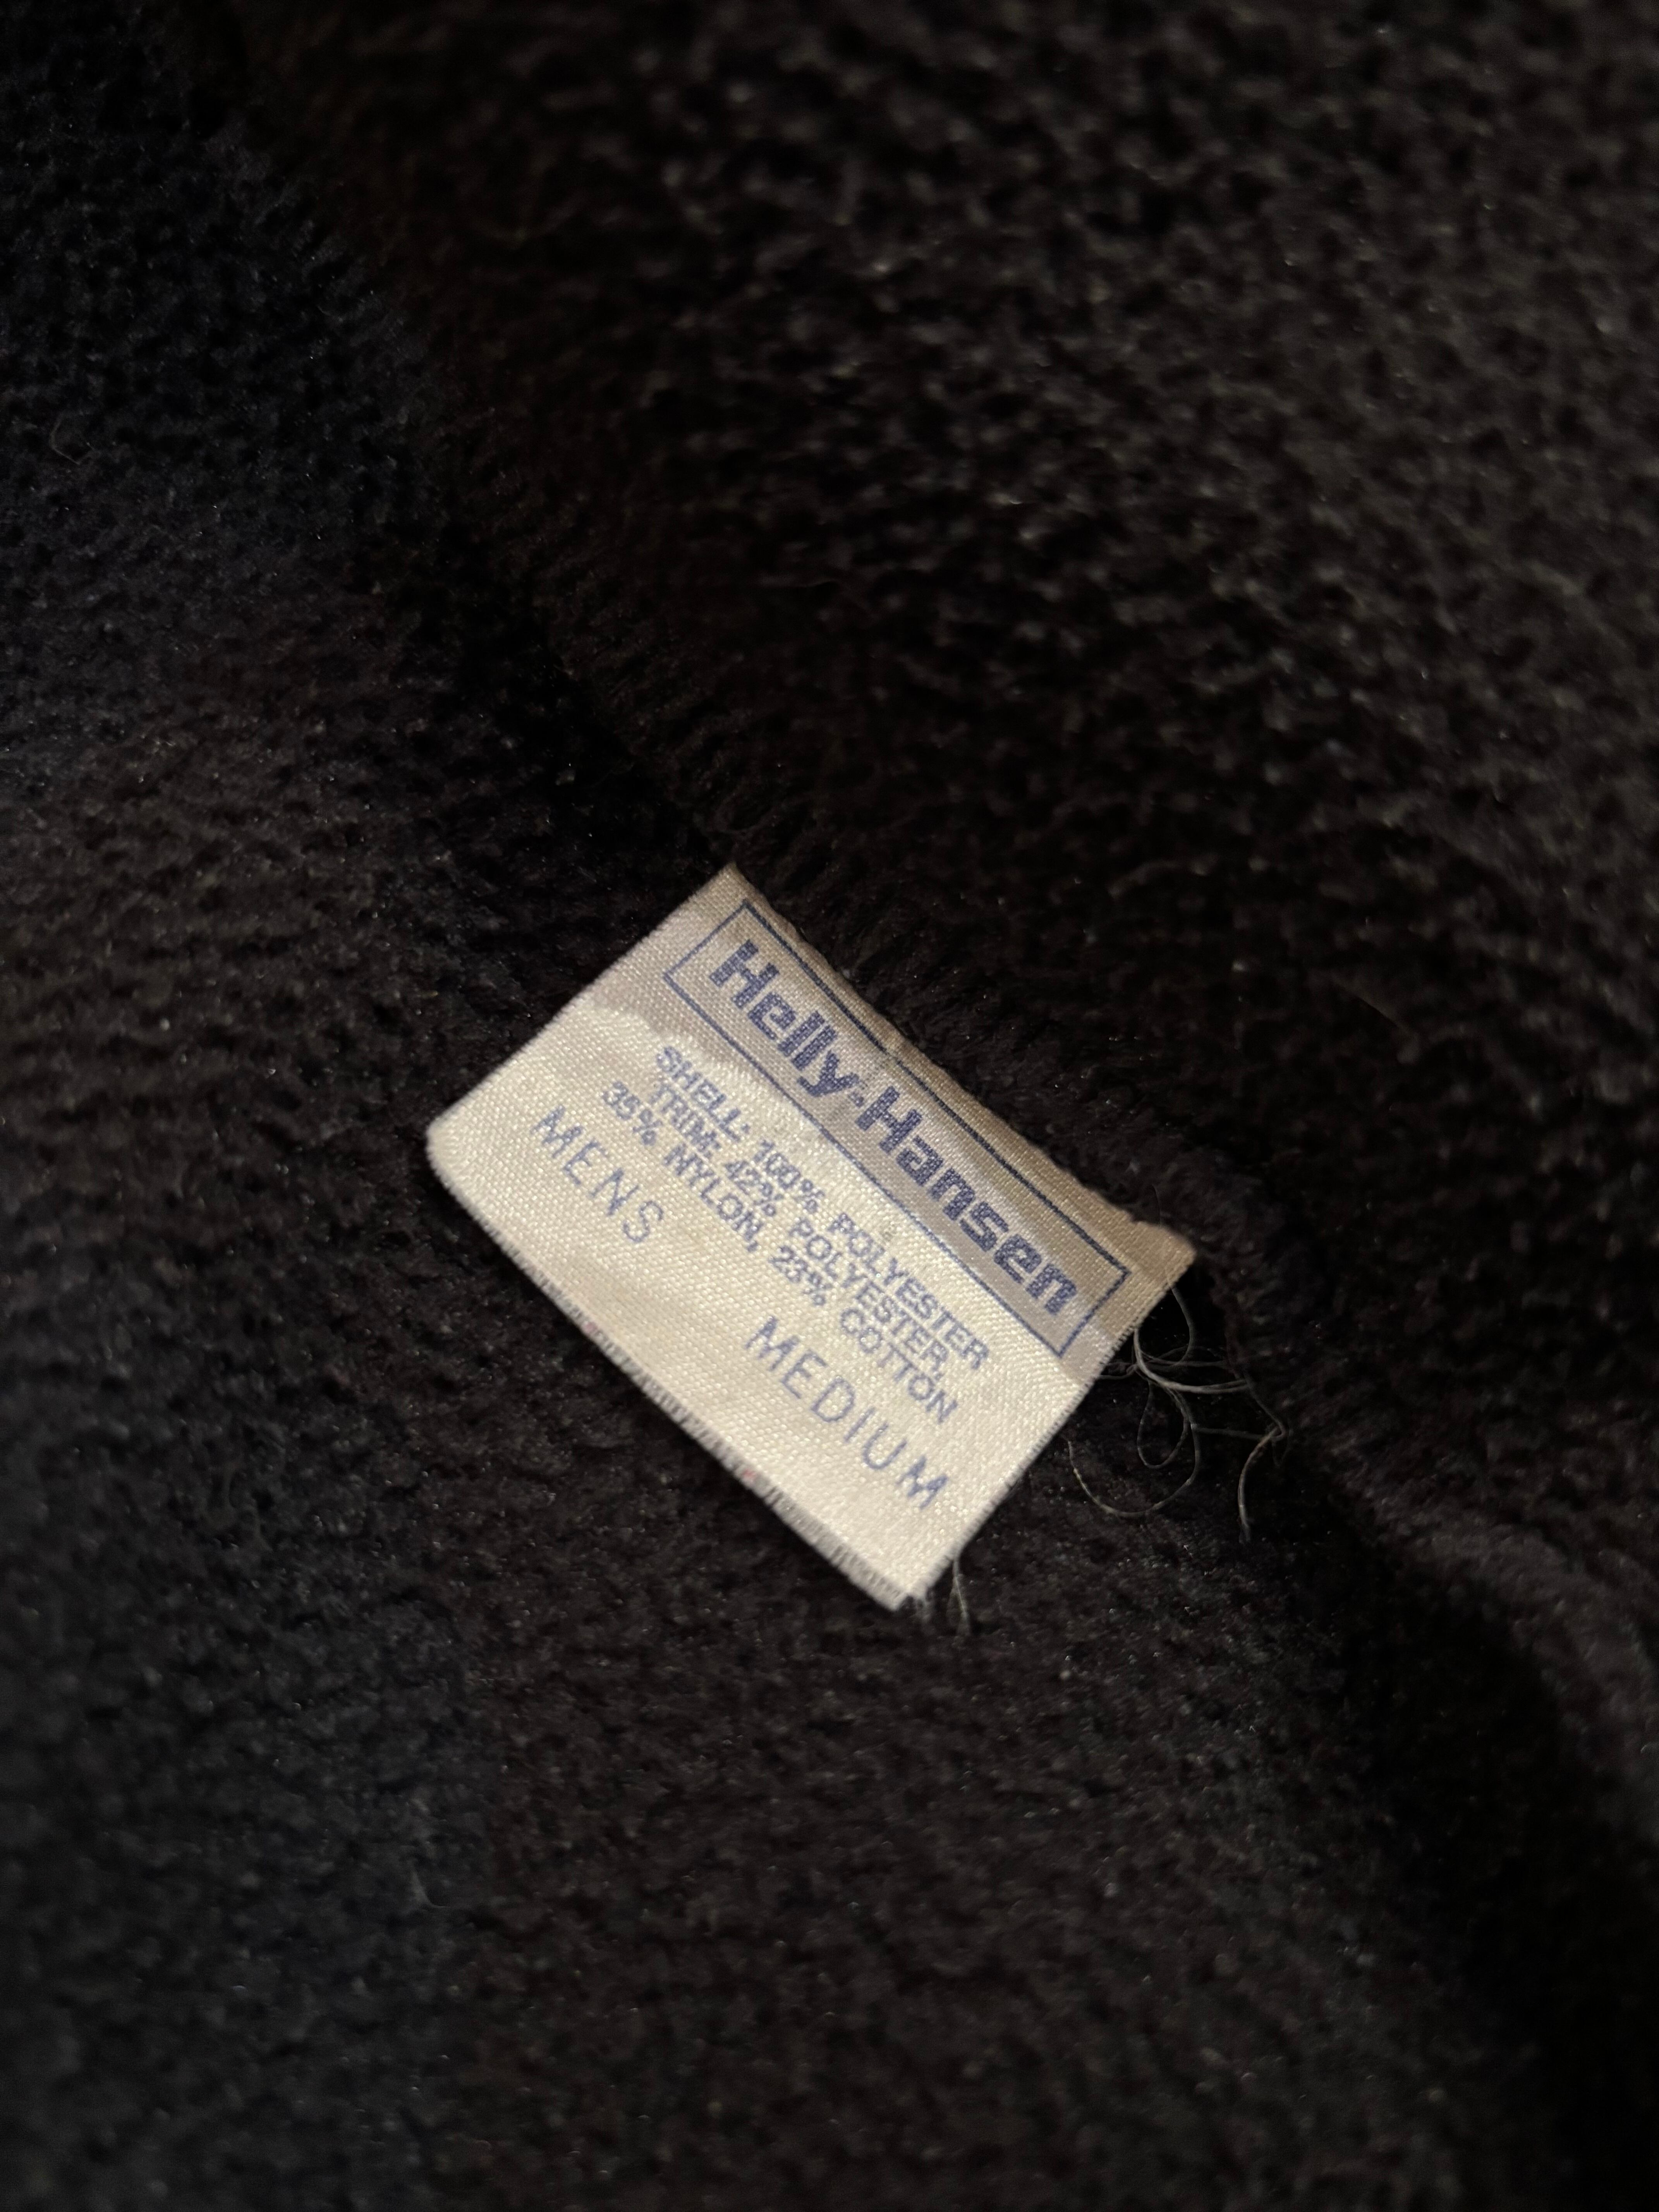 Helly-Hansen
SHELL: 100% POLYESTER
TRIM: 42% POLYESTER,
35% NYLON, 23% COTTON
MENS MEDIUM